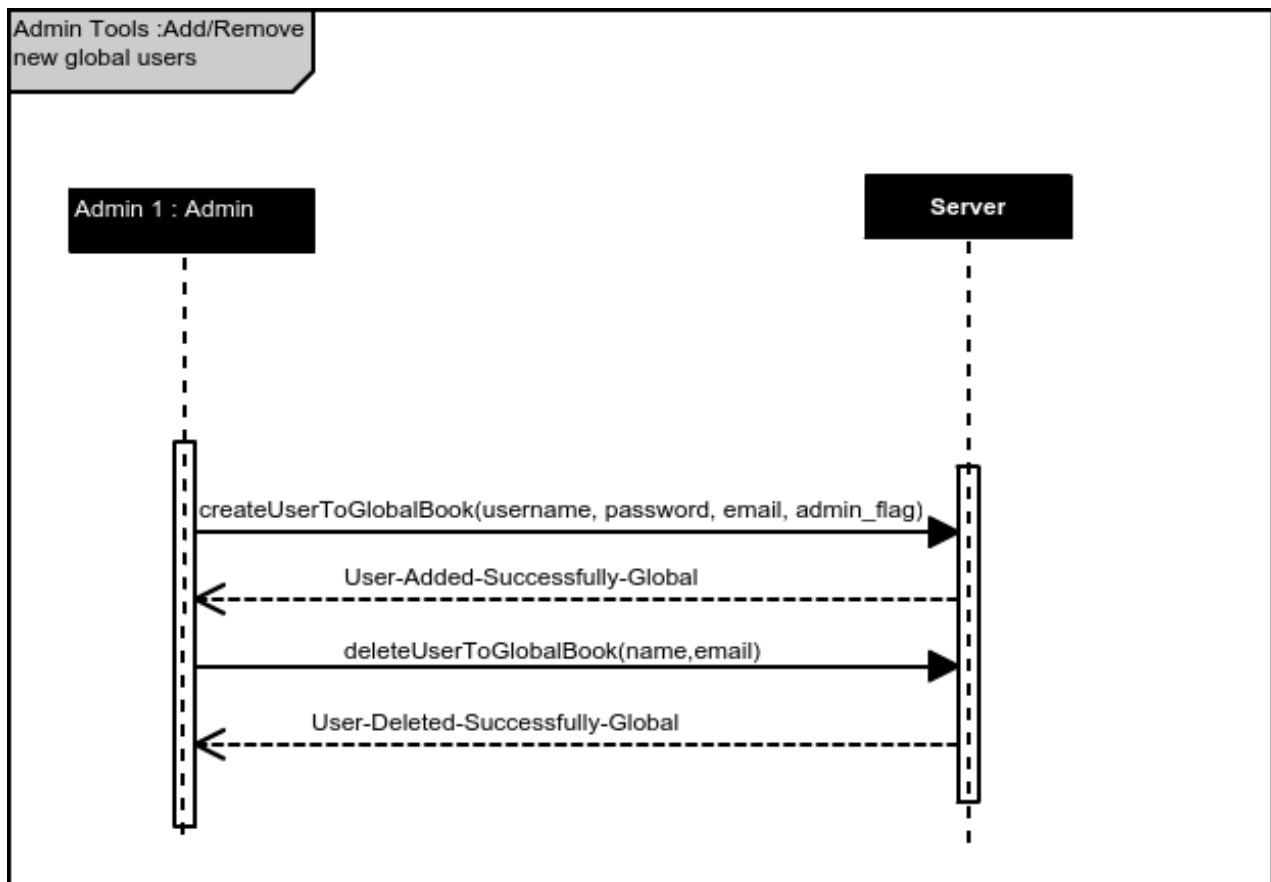 Admin Tools :Add/Remove
new global users
Admin 1 : Admin
Server
createUserToGlobalBook(username, password, email, admin_flag)
User-Added-Successfully-Global
deleteUserToGlobalBook(name,email)
User-Deleted-Successfully-Global